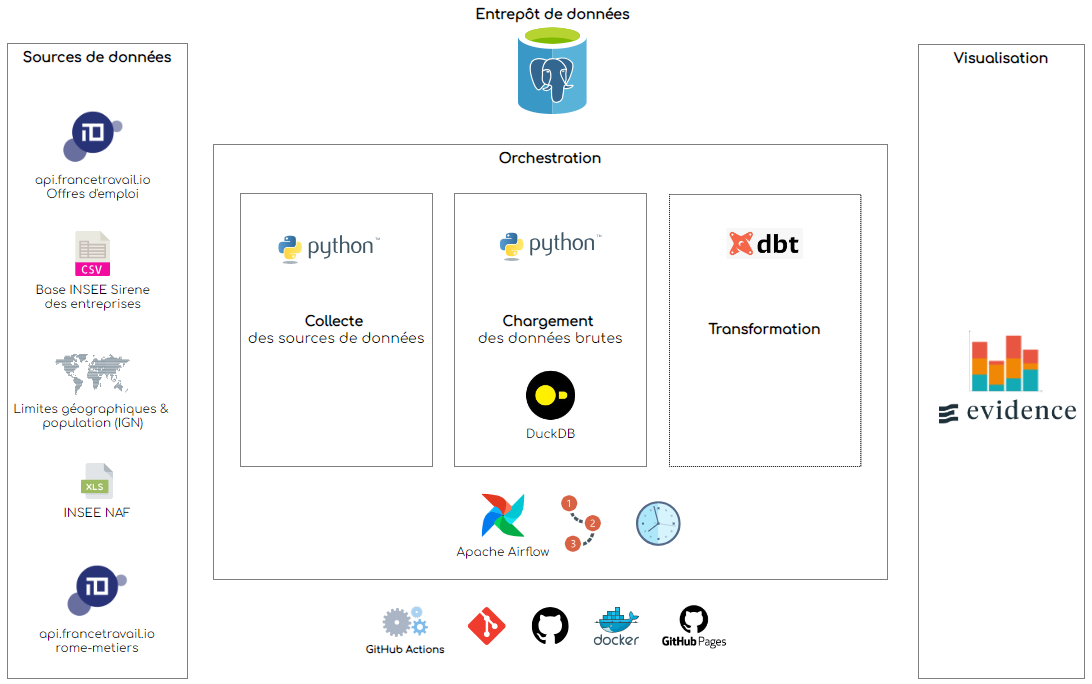 Entrepôt de données
Sources de données
api.francetravail.io
Offres d'emploi
CSV
Base INSEE Sirene
des entreprises
Limites géographiques &
population (IGN)
XLS
INSEE NAF
api.francetravail.io
rome-metiers
Orchestration
python™
Collecte
des sources de données
python™
Chargement
des données brutes
DuckDB
dbt
Transformation
Apache Airflow
1
2
3
GitHub Actions
docker
GitHub Pages
Visualisation
evidence